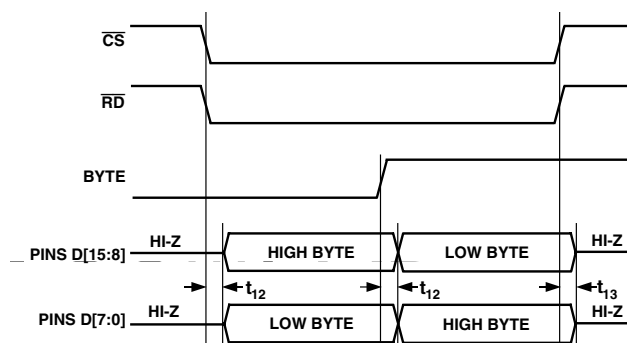 CS
RD
BYTE
HI-Z HIGH BYTE LOW BYTE HI-Z
PINS D[15:8]
t12 t12 t13
HI-Z LOW BYTE HIGH BYTE HI-Z
PINS D[7:0]